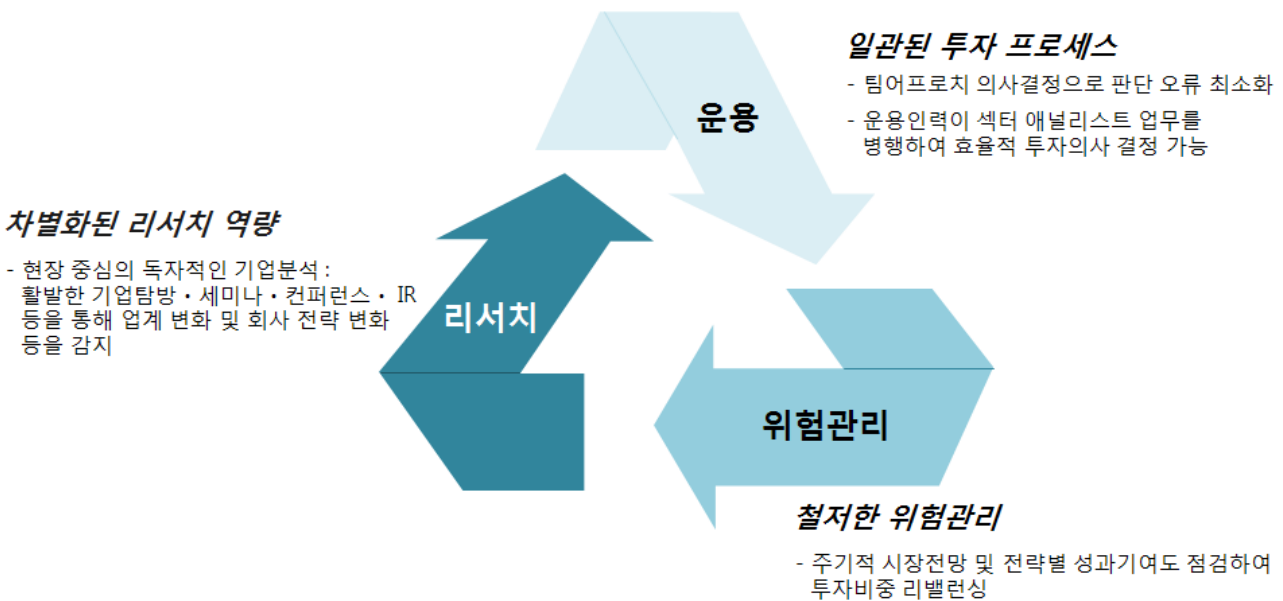 일관된 투자 프로세스
- 팀어프로치 의사결정으로 판단 오류 최소화
- 운용인력이 섹터 애널리스트 업무를
병행하여 효율적 투자의사 결정 가능
운용
차별화된 리서치 역량
- 현장 중심의 독자적인 기업분석 :
활발한 기업탐방・세미나・컨퍼런스・ IR
등을 통해 업계 변화 및 회사 전략 변화
등을 감지
리서치
위험관리
철저한 위험관리
- 주기적 시장전망 및 전략별 성과기여도 점검하여
투자비중 리밸런싱